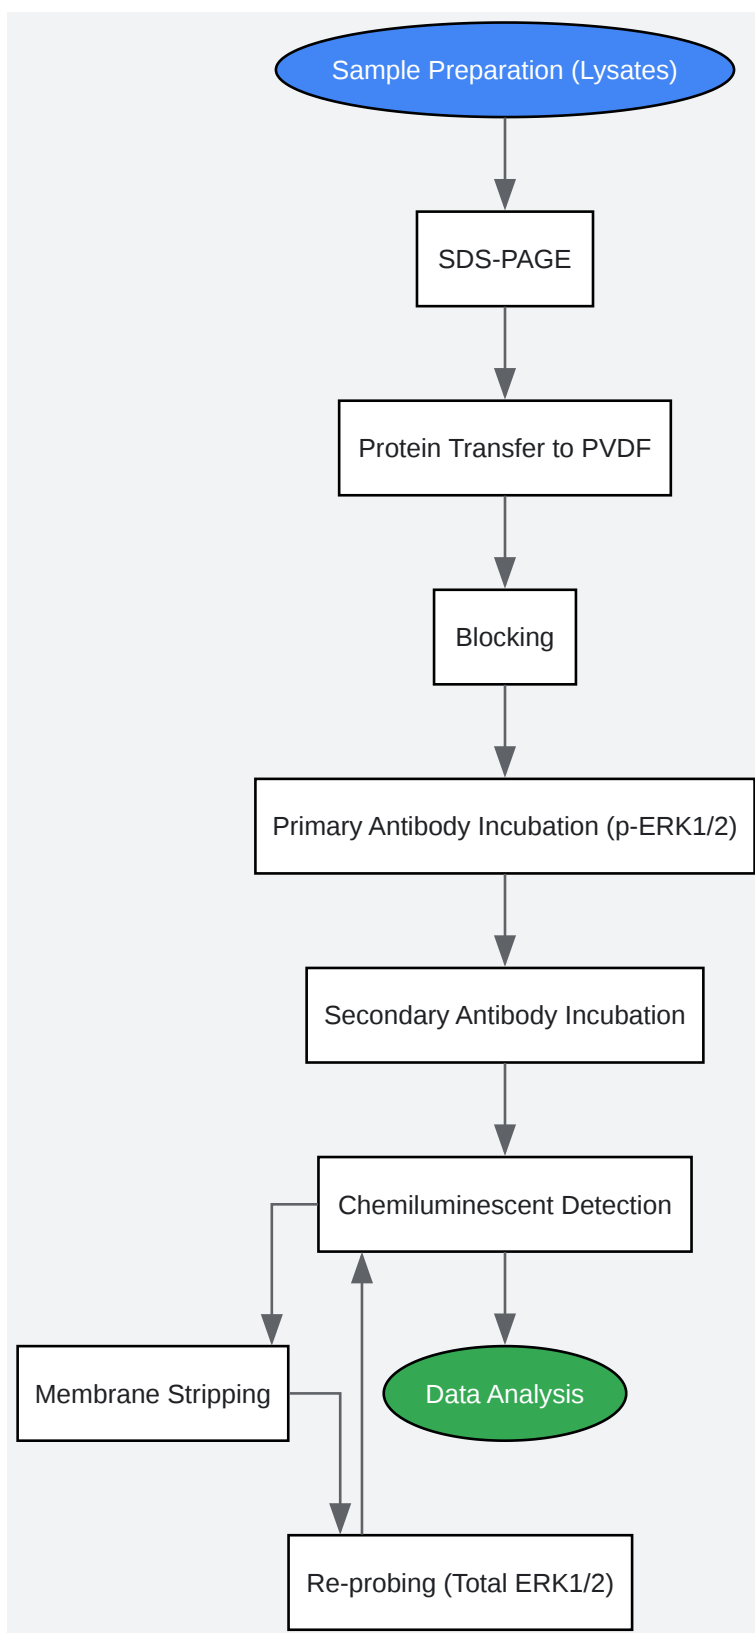 Sample Preparation (Lysates)
SDS-PAGE
Protein Transfer to PVDF
Blocking
Primary Antibody Incubation (p-ERK1/2)
Secondary Antibody Incubation
Chemiluminescent Detection
Membrane Stripping
Data Analysis
Re-probing (Total ERK1/2)